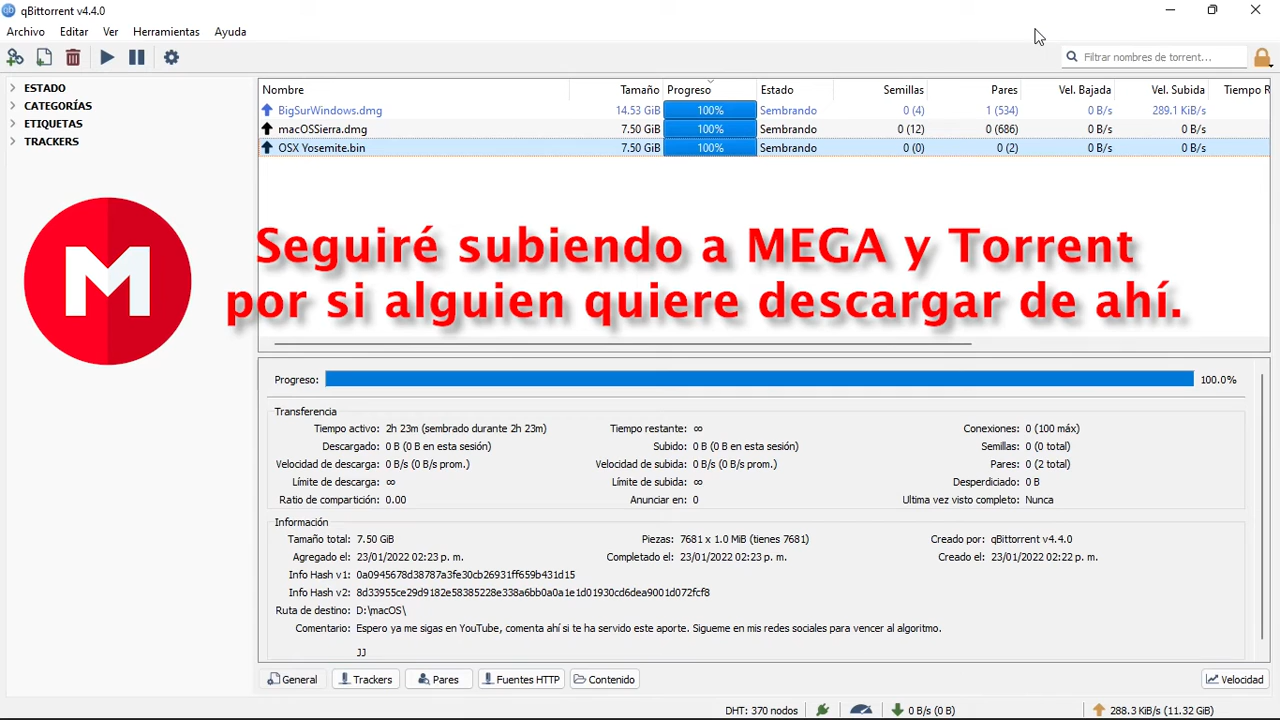 qBittorrent v4.4.0
Archivo Editar Ver Herramientas Ayuda
Filtrar nombres de torrent...
ESTADO
CATEGORÍAS
ETIQUETAS
TRACKERS
Nombre Tamaño Progreso Estado Semillas Pares Vel. Bajada Vel. Subida Tiempo R
BigSurWindows.dmg 14.53 GiB 100% Sembrando 0 (4) 1 (534) 0 B/s 289.1 KiB/s
macOSSierra.dmg 7.50 GiB 100% Sembrando 0 (12) 0 (686) 0 B/s 0 B/s
OSX Yosemite.bin 7.50 GiB 100% Sembrando 0 (0) 0 (2) 0 B/s 0 B/s
M
Seguiré subiendo a MEGA y Torrent
por si alguien quiere descargar de ahí.
Progreso: 100.0%
Transferencia
Tiempo activo: 2h 23m (sembrado durante 2h 23m) Tiempo restante: ∞ Conexiones: 0 (100 máx)
Descargado: 0 B (0 B en esta sesión) Subido: 0 B (0 B en esta sesión) Semillas: 0 (0 total)
Velocidad de descarga: 0 B/s (0 B/s prom.) Velocidad de subida: 0 B/s (0 B/s prom.) Pares: 0 (2 total)
Límite de descarga: ∞ Límite de subida: ∞ Desperdiciado: 0 B
Ratio de compartición: 0.00 Anunciar en: 0 Ultima vez visto completo: Nunca
Información
Tamaño total: 7.50 GiB Piezas: 7681 x 1.0 MiB (tienes 7681) Creado por: qBittorrent v4.4.0
Agregado el: 23/01/2022 02:23 p. m. Completado el: 23/01/2022 02:23 p. m. Creado el: 23/01/2022 02:22 p. m.
Info Hash v1: 0a0945678d38787a3fe30cb26931ff659b431d15
Info Hash v2: 8d33955ce29d9182e58385228e338a6bb0a0a1e1d01930cd6dea9001d072fcf8
Ruta de destino: D:\macOS\
Comentario: Espero ya me sigas en YouTube, comenta ahí si te ha servido este aporte. Sigueme en mis redes sociales para vencer al algoritmo.
JJ
General Trackers Pares Fuentes HTTP Contenido Velocidad
DHT: 370 nodos 0 B/s (0 B) 288.3 KiB/s (11.32 GiB)